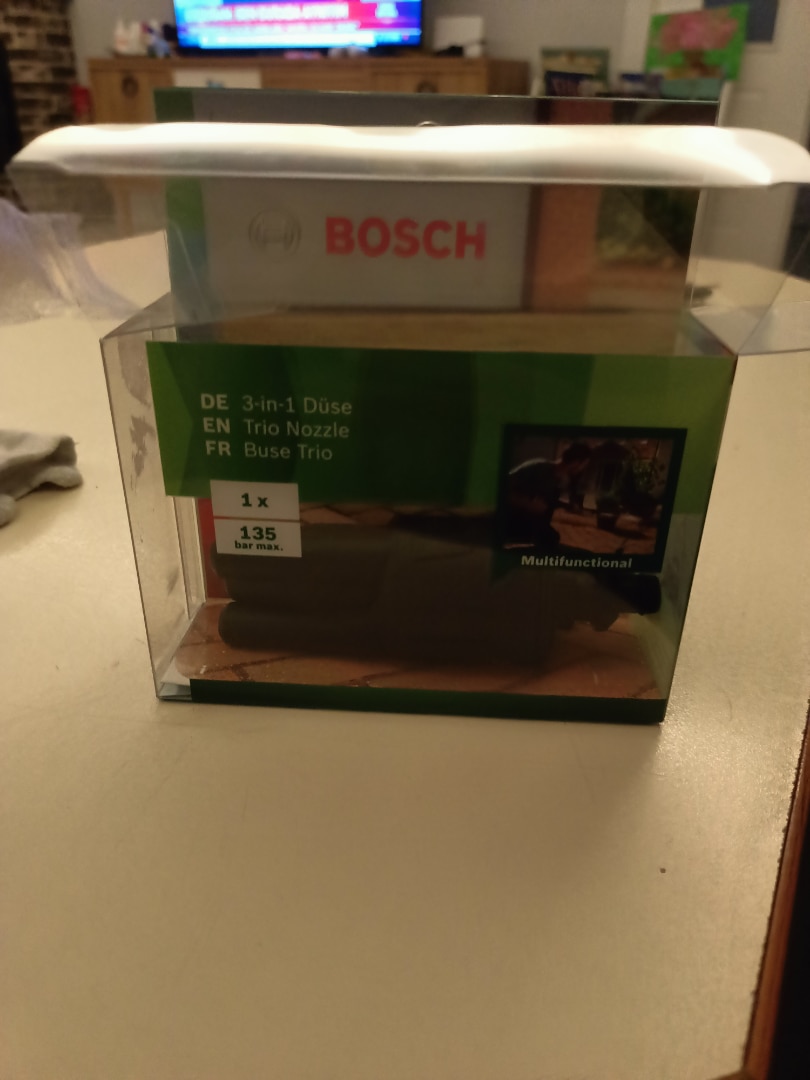 BOSCH
DE 3-in-1 Düse
EN Trio Nozzle
FR Buse Trio
1 x
135
bar max.
Multifunctional